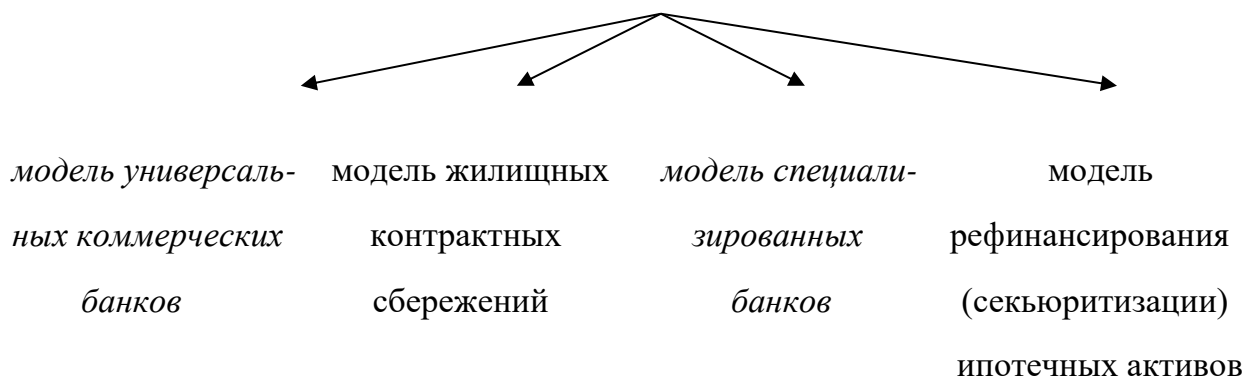 модель универсаль-
ных коммерческих
банков
модель жилищных
контрактных
сбережений
модель специали-
зированных
банков
модель
рефинансирования
(секьюритизации)
ипотечных активов